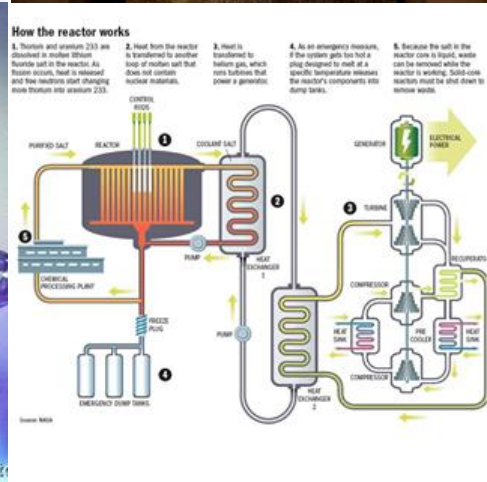 How the reactor works
1. Thorium and uranium 233 are
dissolved in molten lithium
fluoride salt in the reactor. As
fission occurs, heat is released
and free neutrons start changing
more thorium into uranium 233.
2. Heat from the reactor
is transferred to another
loop of molten salt that
does not contain
nuclear materials.
3. Heat is
transferred to
helium gas, which
runs turbines that
power a generator.
4. As an emergency measure,
if the system gets too hot a
plug designed to melt at a
specific temperature releases
the reactor's components into
dump tanks.
5. Because the salt in the
reactor core is liquid, waste
can be removed while the
reactor is working. Solid-core
reactors must be shut down to
remove waste.
CONTROL
RODS
PURIFIED SALT
REACTOR
1
COOLANT SALT
GENERATOR
ELECTRICAL
POWER
2
3
TURBINE
5
PUMP
HEAT
EXCHANGER
1
RECUPERATO
CHEMICAL
PROCESSING PLANT
COMPRESSOR
FREEZE
PLUG
PUMP
HEAT
SINK
PRE
COOLER
HEAT
SINK
4
COMPRESSOR
EMERGENCY DUMP TANKS
HEAT
EXCHANGER
2
Source: NASA